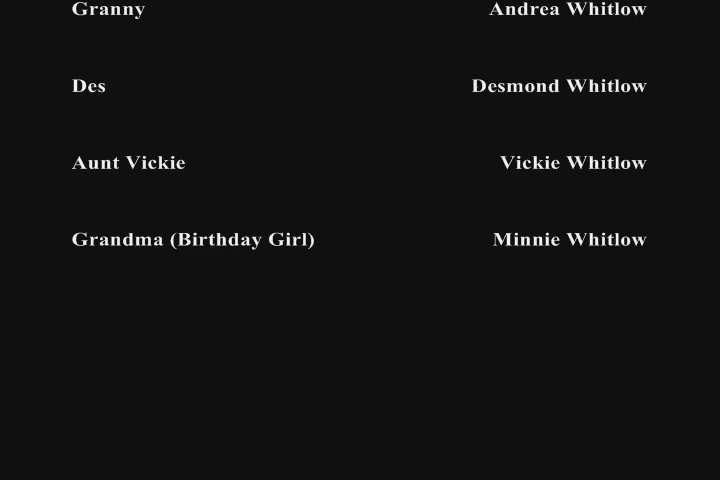 Granny Andrea Whitlow
Des Desmond Whitlow
Aunt Vickie Vickie Whitlow
Grandma (Birthday Girl) Minnie Whitlow